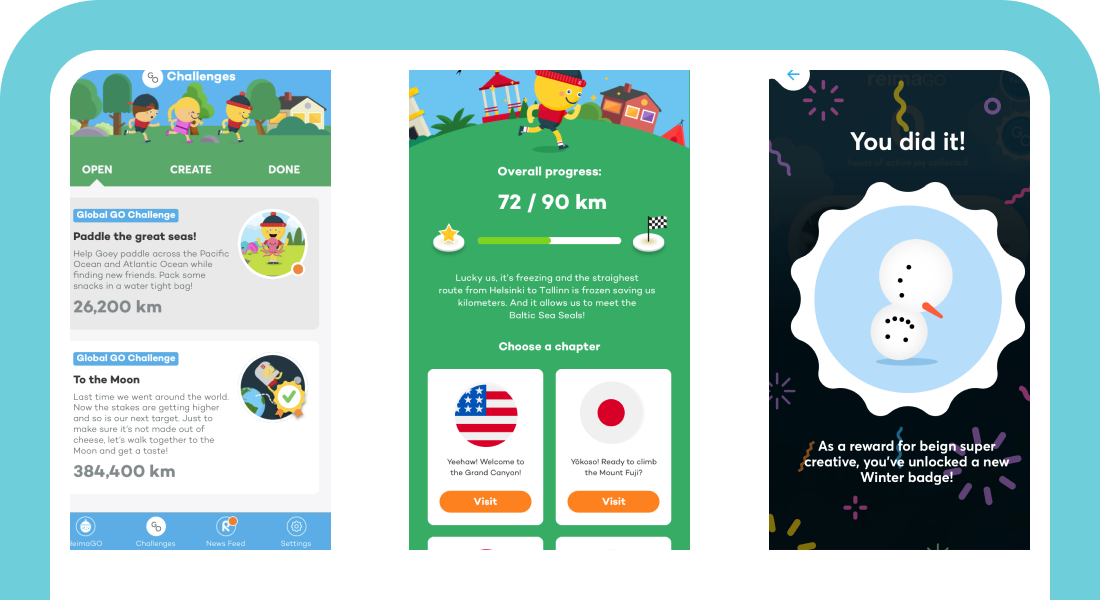 Challenges
OPEN
CREATE
DONE
Global GO Challenge
Paddle the great seas!
Help Goey paddle across the Pacific
Ocean and Atlantic Ocean while
finding new friends. Pack some
snacks in a water tight bag!
26,200 km
Global GO Challenge
To the Moon
Last time we went around the world.
Now the stakes are getting higher
and so is our next target. Just to
make sure it's not made out of
cheese, let's walk together to the
Moon and get a taste!
384,400 km
ReimaGO
Challenges
News Feed
Settings
Overall progress:
72 / 90 km
Lucky us, it's freezing and the straighest
route from Helsinki to Tallinn is frozen saving us
kilometers. And it allows us to meet the
Baltic Sea Seals!
Choose a chapter
Yeehaw! Welcome to
the Grand Canyon!
Visit
Yōkoso! Ready to climb
the Mount Fuji?
Visit
reimaGO
You did it!
As a reward for beign super
creative, you've unlocked a new
Winter badge!